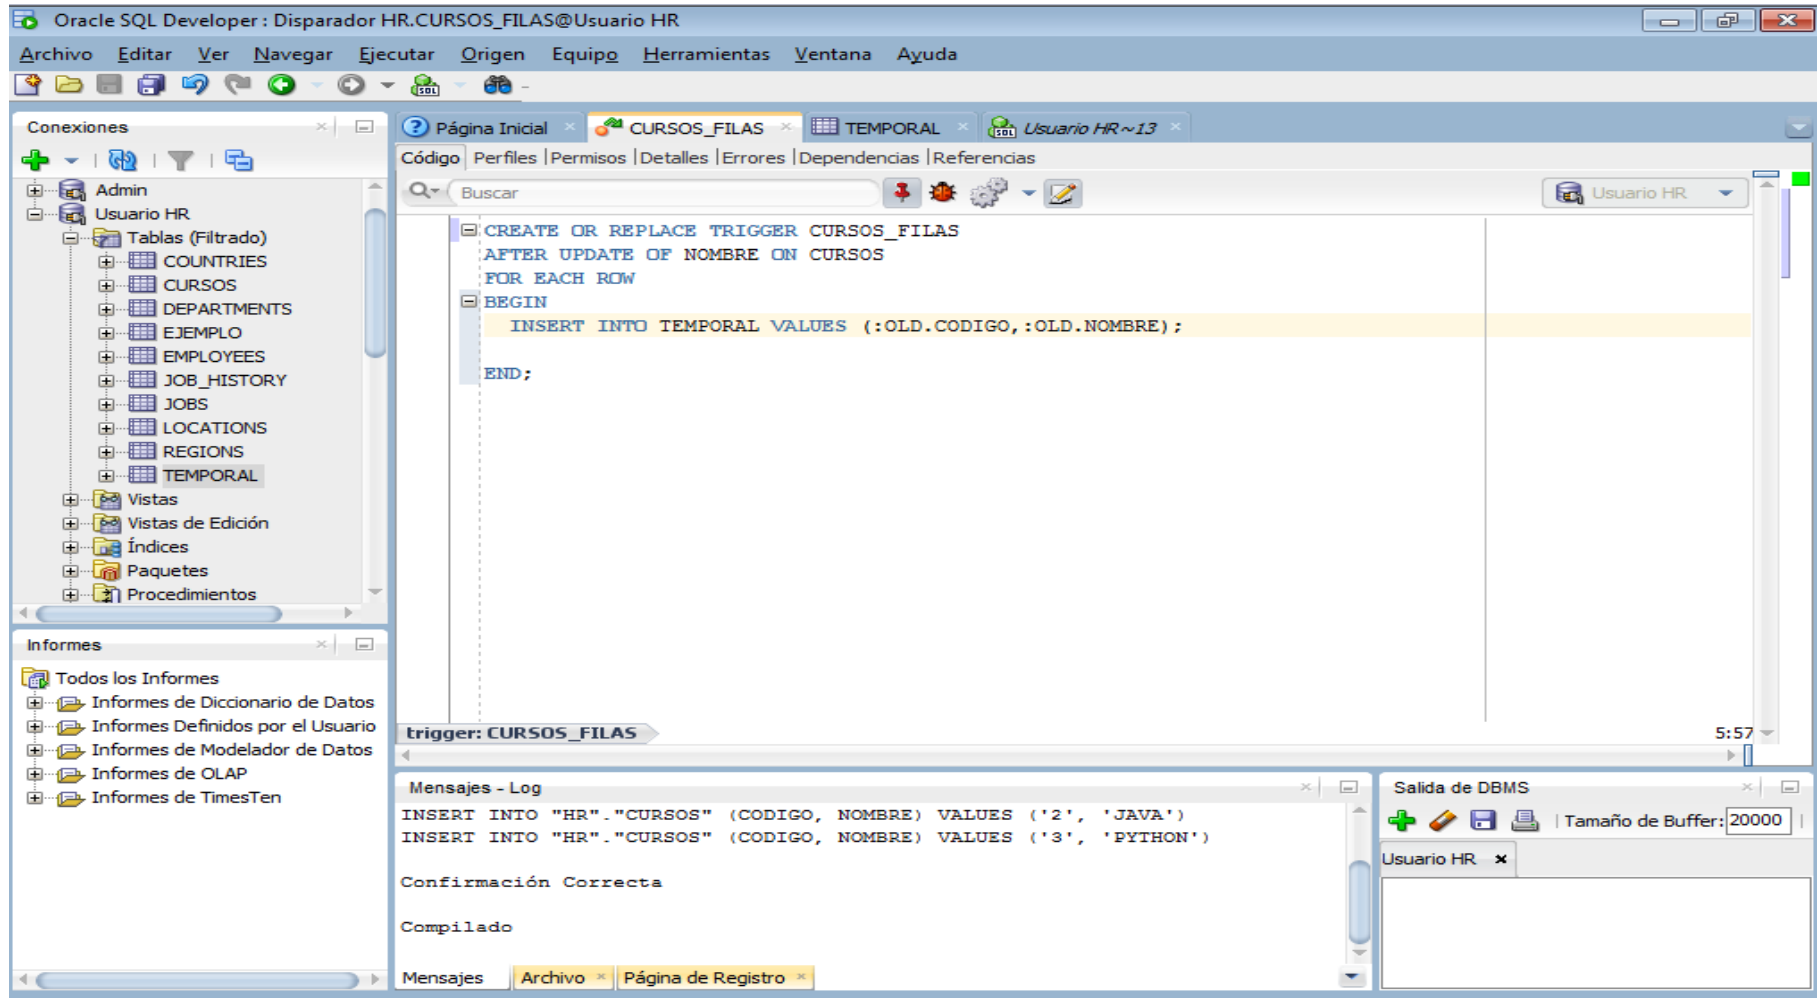 Oracle SQL Developer : Disparador HR.CURSOS_FILAS@Usuario HR
Archivo Editar Ver Navegar Ejecutar Origen Equipo Herramientas Ventana Ayuda
Conexiones
Admin
Usuario HR
Tablas (Filtrado)
COUNTRIES
CURSOS
DEPARTMENTS
EJEMPLO
EMPLOYEES
JOB_HISTORY
JOBS
LOCATIONS
REGIONS
TEMPORAL
Vistas
Vistas de Edición
Índices
Paquetes
Procedimientos
Informes
Todos los Informes
Informes de Diccionario de Datos
Informes Definidos por el Usuario
Informes de Modelador de Datos
Informes de OLAP
Informes de TimesTen
Página Inicial CURSOS_FILAS TEMPORAL Usuario HR~13
Código Perfiles |Permisos |Detalles |Errores |Dependencias |Referencias
Buscar
Usuario HR
CREATE OR REPLACE TRIGGER CURSOS_FILAS
AFTER UPDATE OF NOMBRE ON CURSOS
FOR EACH ROW
BEGIN
INSERT INTO TEMPORAL VALUES (:OLD.CODIGO,:OLD.NOMBRE);
END;
trigger: CURSOS_FILAS
5:57
Mensajes - Log
INSERT INTO "HR"."CURSOS" (CODIGO, NOMBRE) VALUES ('2', 'JAVA')
INSERT INTO "HR"."CURSOS" (CODIGO, NOMBRE) VALUES ('3', 'PYTHON')
Confirmación Correcta
Compilado
Mensajes Archivo Página de Registro
Salida de DBMS
Tamaño de Buffer: 20000
Usuario HR